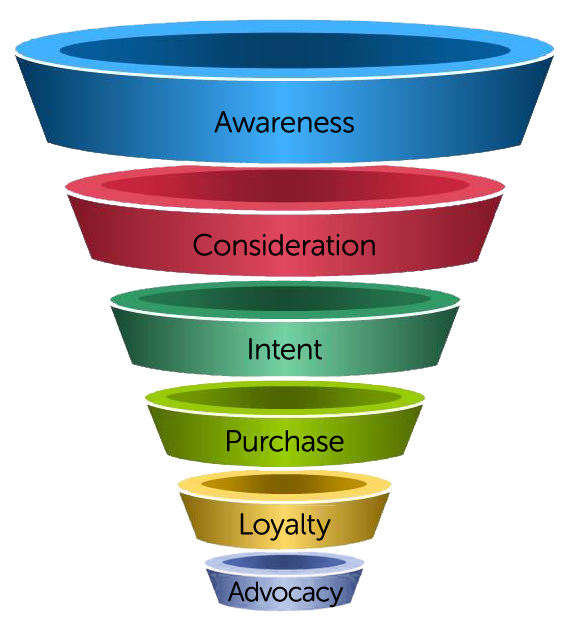 Awareness
Consideration
Intent
Purchase
Loyalty
Advocacy